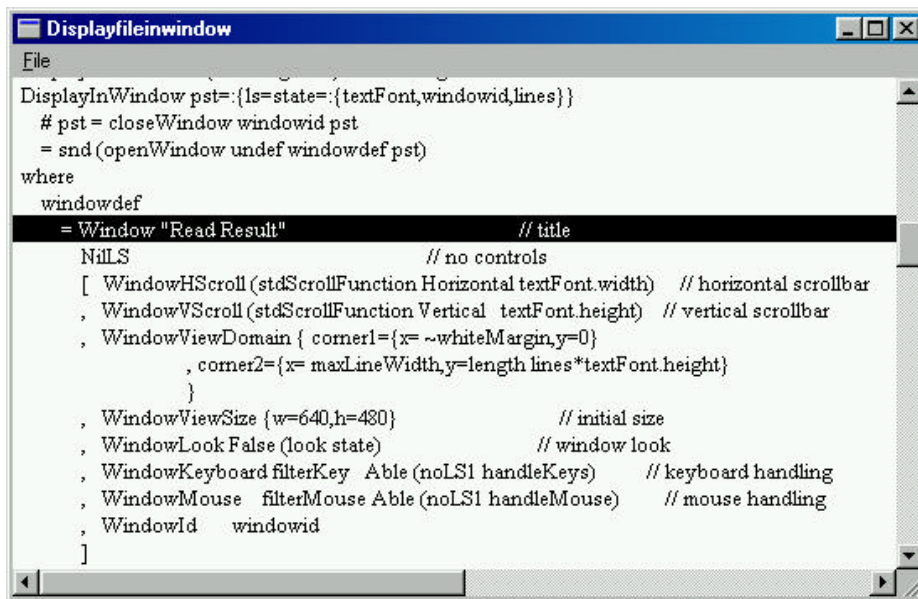 Displayfileinwindow
File
DisplayInWindow pst=:{ls=state=:{textFont,windowid,lines}}
# pst = closeWindow windowid pst
= snd (openWindow undef windowdef pst)
where
windowdef
= Window "Read Result" // title
NilLS // no controls
[ WindowHScroll (stdScrollFunction Horizontal textFont.width) // horizontal scrollbar
, WindowVScroll (stdScrollFunction Vertical textFont.height) // vertical scrollbar
, WindowViewDomain { corner1={x= ~whiteMargin,y=0}
, corner2={x= maxLineWidth,y=length lines*textFont.height}
}
, WindowViewSize {w=640,h=480} // initial size
, WindowLook False (look state) // window look
, WindowKeyboard filterKey Able (noLS1 handleKeys) // keyboard handling
, WindowMouse filterMouse Able (noLS1 handleMouse) // mouse handling
, WindowId windowid
]